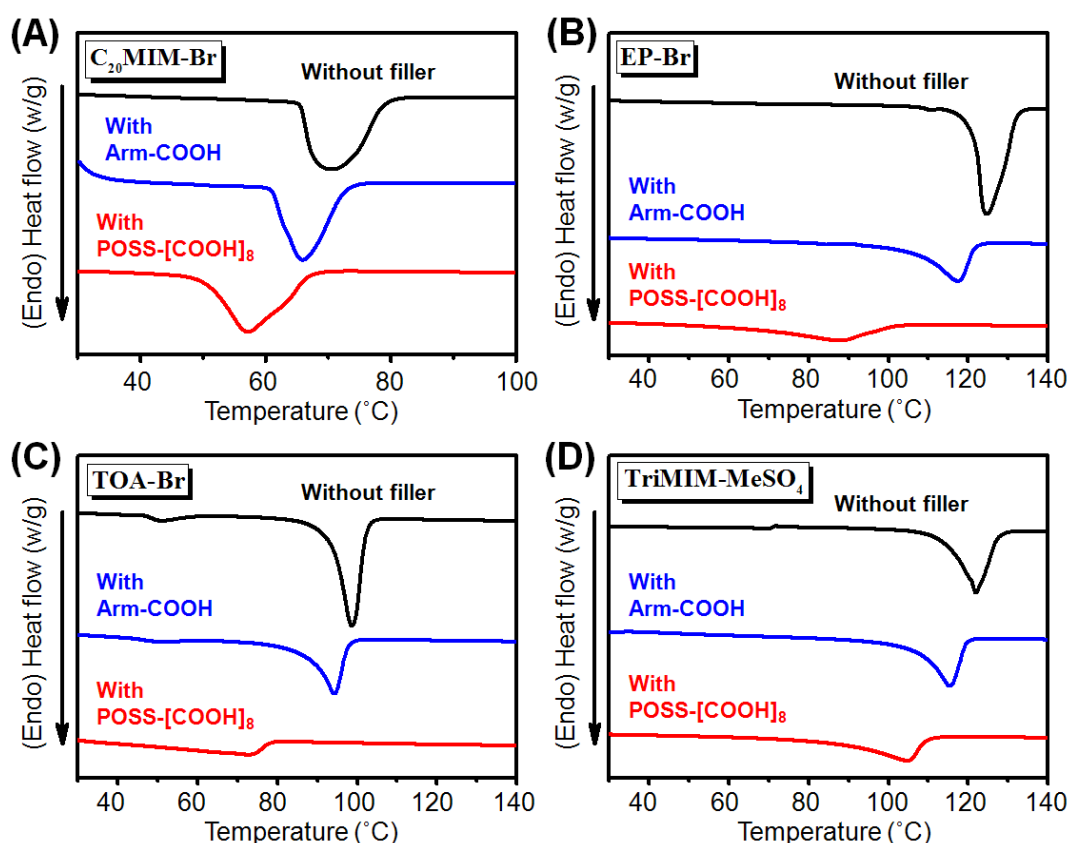 (A)
C₂₀MIM-Br
Without filler
With
Arm-COOH
With
POSS-[COOH]₈
(Endo) Heat flow (w/g)
40 60 80 100
Temperature (˚C)
(B)
EP-Br
Without filler
With
Arm-COOH
With
POSS-[COOH]₈
(Endo) Heat flow (w/g)
40 60 80 100 120 140
Temperature (˚C)
(C)
TOA-Br
Without filler
With
Arm-COOH
With
POSS-[COOH]₈
(Endo) Heat flow (w/g)
40 60 80 100 120 140
Temperature (˚C)
(D)
TriMIM-MeSO₄
Without filler
With
Arm-COOH
With
POSS-[COOH]₈
(Endo) Heat flow (w/g)
40 60 80 100 120 140
Temperature (˚C)